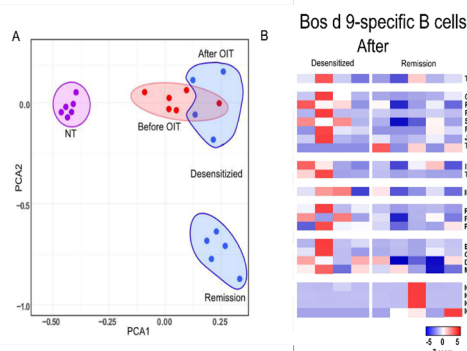 Bos d 9-specific B cells
After
A
B
Desensitized
Remission
After OIT
Before OIT
NT
Desensitizied
Remission
PCA2
0.0
−0.5
−1.0
−0.50
−0.25
0.00
0.25
PCA1
-5
0
5